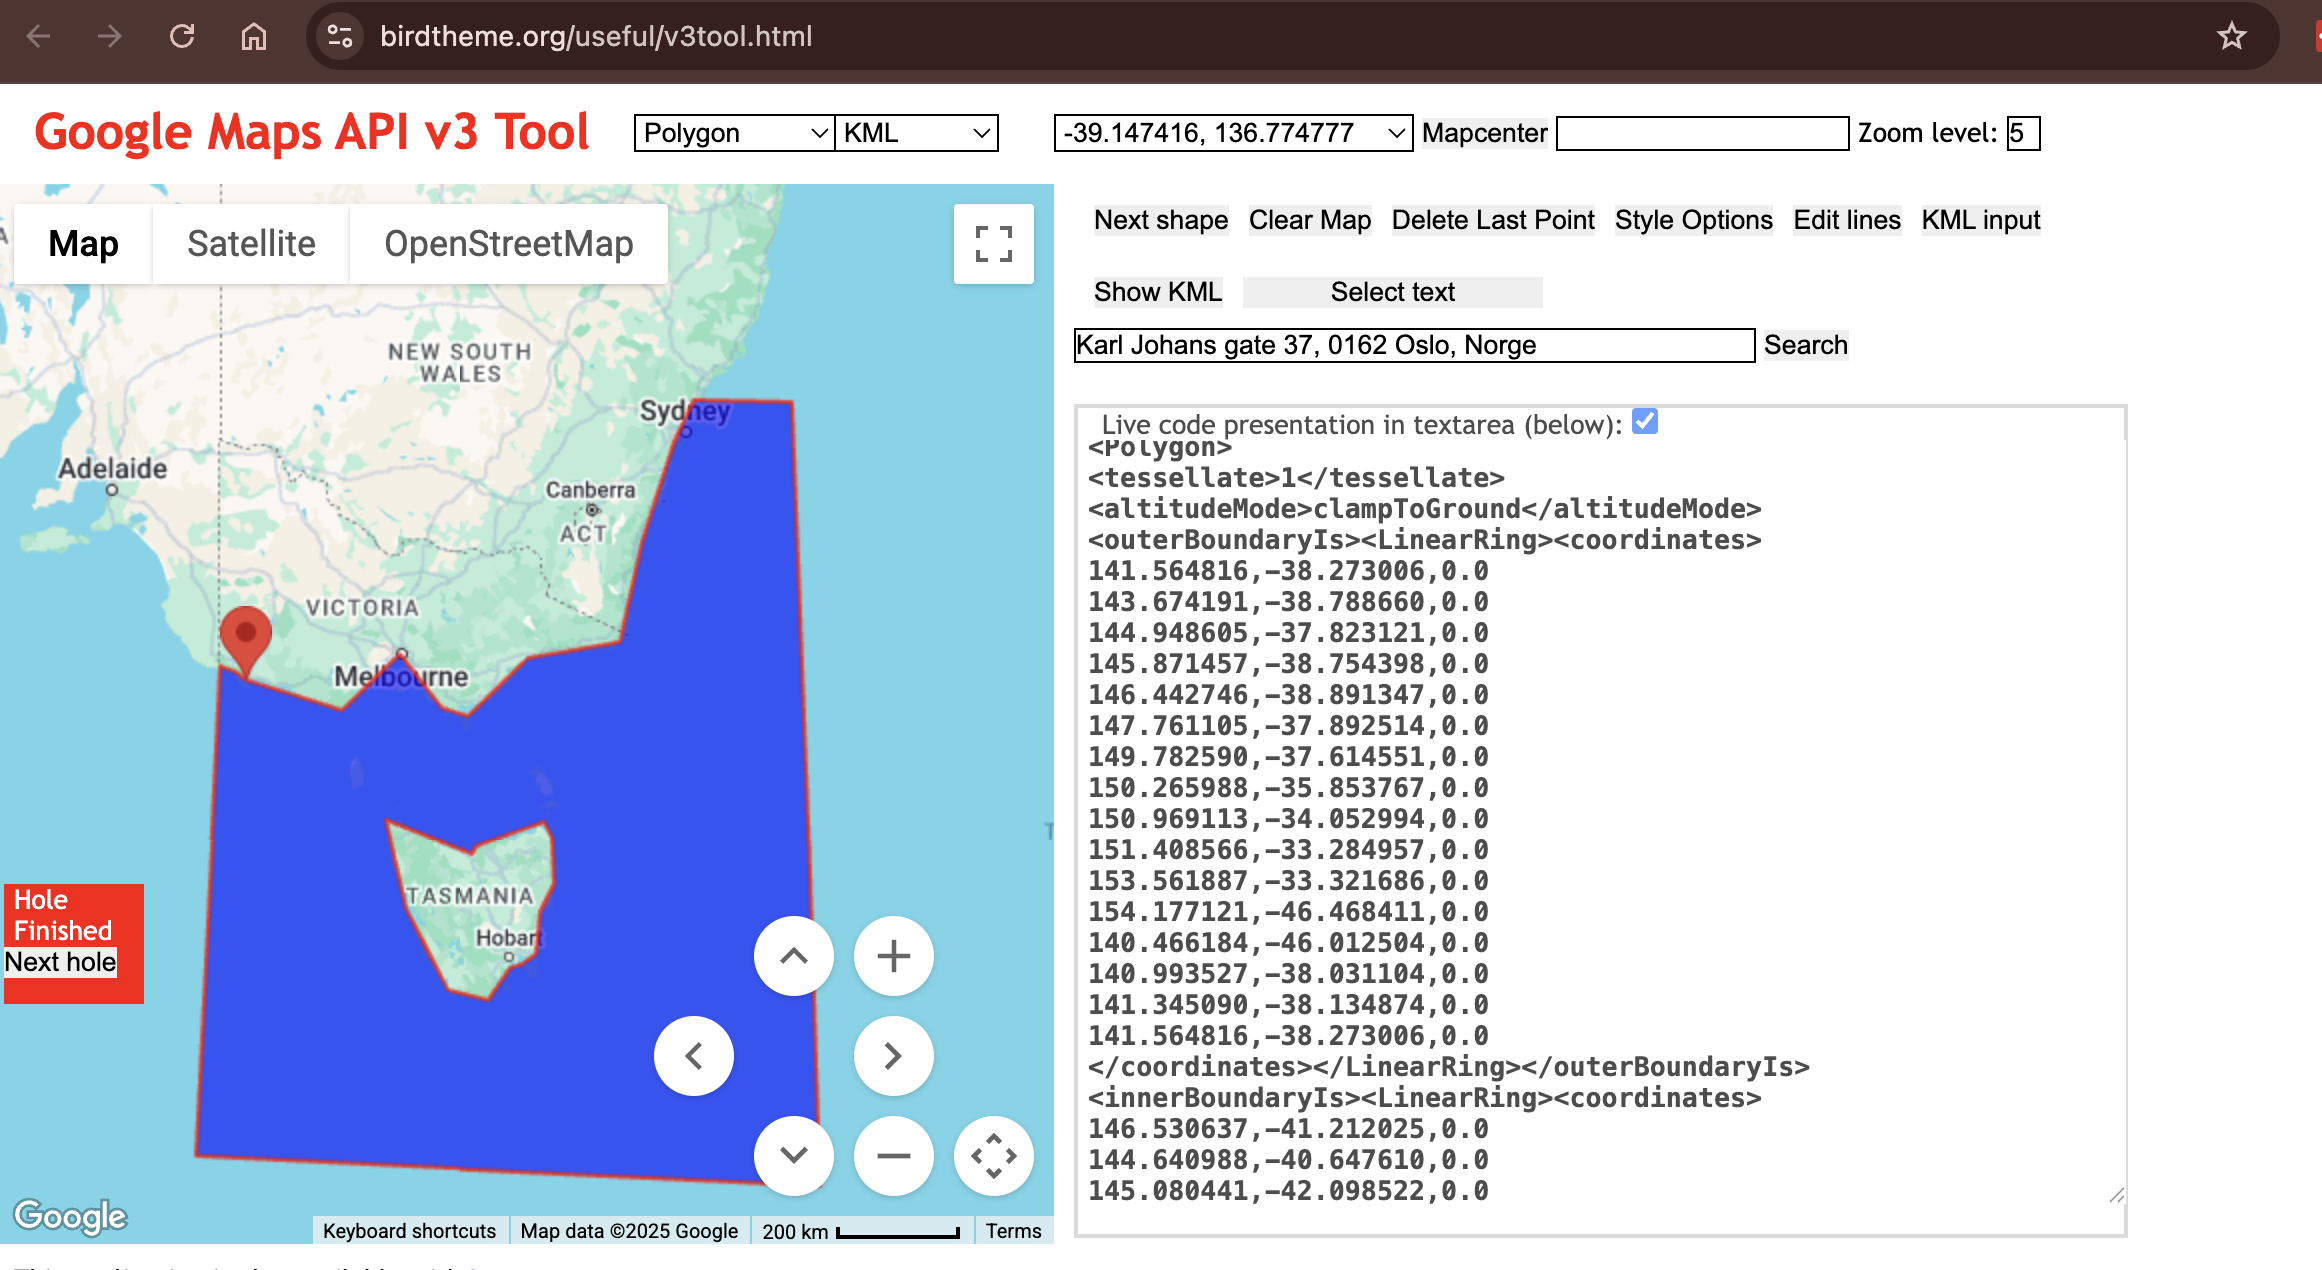 birdtheme.org/useful/v3tool.html
Google Maps API v3 Tool
Polygon
KML
-39.147416, 136.774777
Mapcenter
Zoom level: 5
Map
Satellite
OpenStreetMap
Next shape
Clear Map
Delete Last Point
Style Options
Edit lines
KML input
Show KML
Select text
Karl Johans gate 37, 0162 Oslo, Norge
Search
NEW SOUTH
WALES
Sydney
Adelaide
Canberra
ACT
VICTORIA
Melbourne
TASMANIA
Hobart
Hole
Finished
Next hole
Google
Keyboard shortcuts
Map data ©2025 Google
200 km
Terms
Live code presentation in textarea (below):
<Polygon>
<tessellate>1</tessellate>
<altitudeMode>clampToGround</altitudeMode>
<outerBoundaryIs><LinearRing><coordinates>
141.564816,-38.273006,0.0
143.674191,-38.788660,0.0
144.948605,-37.823121,0.0
145.871457,-38.754398,0.0
146.442746,-38.891347,0.0
147.761105,-37.892514,0.0
149.782590,-37.614551,0.0
150.265988,-35.853767,0.0
150.969113,-34.052994,0.0
151.408566,-33.284957,0.0
153.561887,-33.321686,0.0
154.177121,-46.468411,0.0
140.466184,-46.012504,0.0
140.993527,-38.031104,0.0
141.345090,-38.134874,0.0
141.564816,-38.273006,0.0
</coordinates></LinearRing></outerBoundaryIs>
<innerBoundaryIs><LinearRing><coordinates>
146.530637,-41.212025,0.0
144.640988,-40.647610,0.0
145.080441,-42.098522,0.0